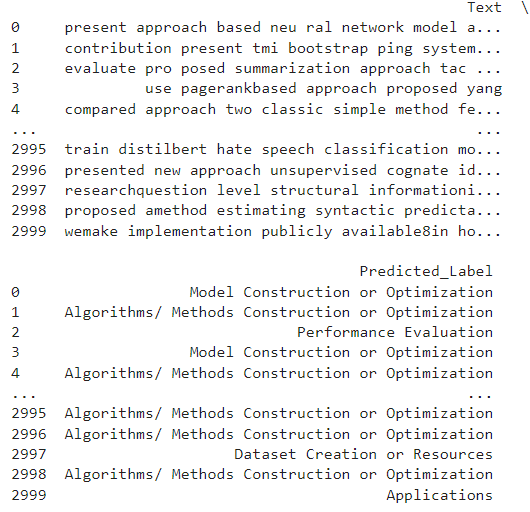 Text \
0 present approach based neu ral network model a...
1 contribution present tmi bootstrap ping system...
2 evaluate pro posed summarization approach tac ...
3 use pagerankbased approach proposed yang
4 compared approach two classic simple method fe...
... ...
2995 train distilbert hate speech classification mo...
2996 presented new approach unsupervised cognate id...
2997 researchquestion level structural informationi...
2998 proposed amethod estimating syntactic predicta...
2999 wemake implementation publicly available8in ho...
Predicted_Label
0 Model Construction or Optimization
1 Algorithms/ Methods Construction or Optimization
2 Performance Evaluation
3 Model Construction or Optimization
4 Algorithms/ Methods Construction or Optimization
... ...
2995 Algorithms/ Methods Construction or Optimization
2996 Algorithms/ Methods Construction or Optimization
2997 Dataset Creation or Resources
2998 Algorithms/ Methods Construction or Optimization
2999 Applications